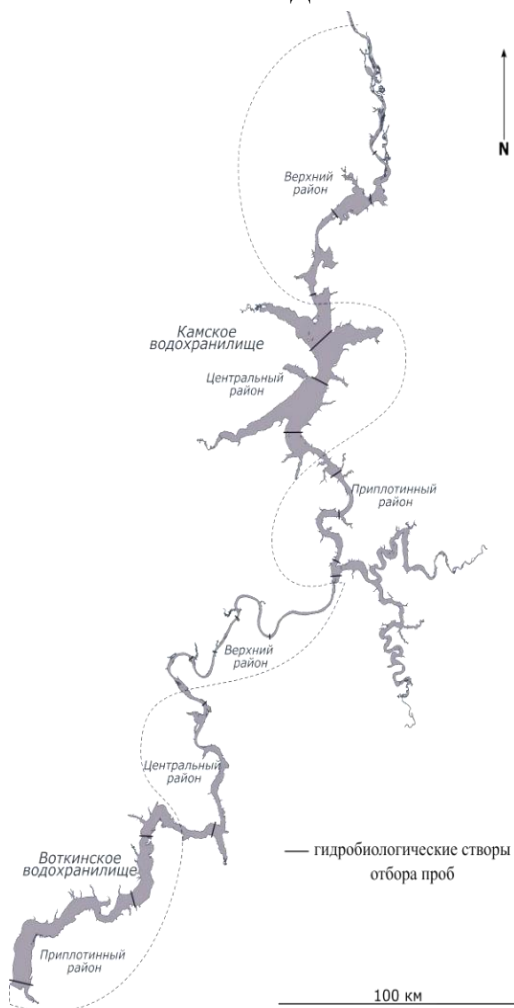 N
Верхний
район
Камское
водохранилище
Центральный
район
Приплотинный
район
Верхний
район
Центральный
район
Воткинское
водохранилище
— гидробиологические створы
отбора проб
Приплотинный
район
100 км